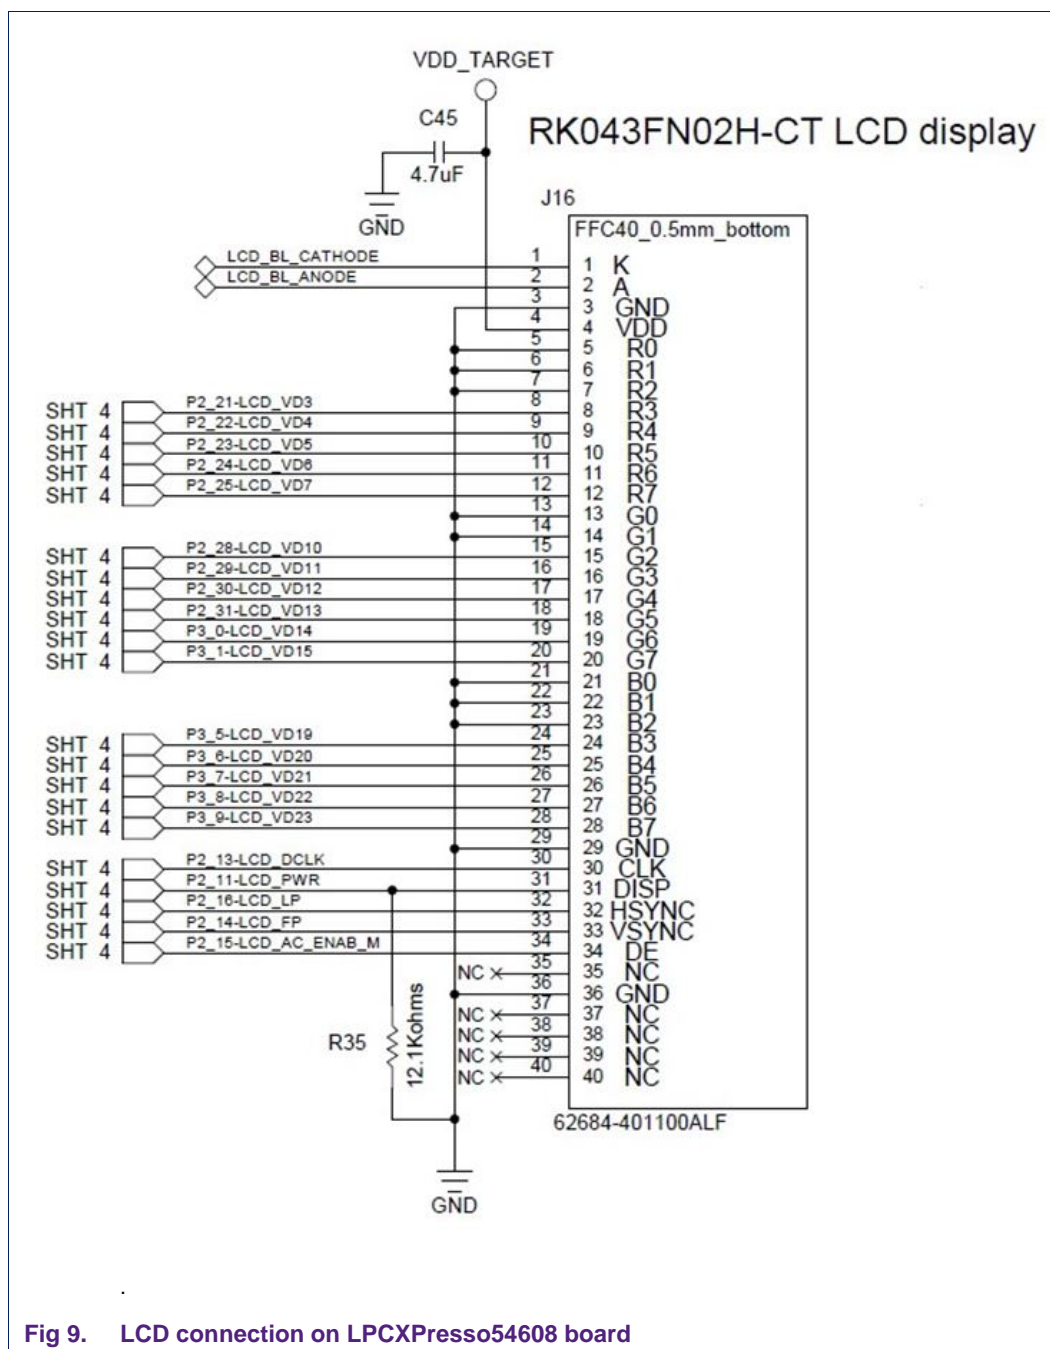 VDD_TARGET
C45
4.7uF
GND
RK043FN02H-CT LCD display
J16
FFC40_0.5mm_bottom
LCD_BL_CATHODE 1 1 K
LCD_BL_ANODE 2 2 A
3 3 GND
4 4 VDD
5 5 R0
6 6 R1
7 7 R2
SHT 4 P2_21-LCD_VD3 8 8 R3
SHT 4 P2_22-LCD_VD4 9 9 R4
SHT 4 P2_23-LCD_VD5 10 10 R5
SHT 4 P2_24-LCD_VD6 11 11 R6
SHT 4 P2_25-LCD_VD7 12 12 R7
13 13 G0
14 14 G1
SHT 4 P2_28-LCD_VD10 15 15 G2
SHT 4 P2_29-LCD_VD11 16 16 G3
SHT 4 P2_30-LCD_VD12 17 17 G4
SHT 4 P2_31-LCD_VD13 18 18 G5
SHT 4 P3_0-LCD_VD14 19 19 G6
SHT 4 P3_1-LCD_VD15 20 20 G7
21 21 B0
22 22 B1
23 23 B2
SHT 4 P3_5-LCD_VD19 24 24 B3
SHT 4 P3_6-LCD_VD20 25 25 B4
SHT 4 P3_7-LCD_VD21 26 26 B5
SHT 4 P3_8-LCD_VD22 27 27 B6
SHT 4 P3_9-LCD_VD23 28 28 B7
29 29 GND
SHT 4 P2_13-LCD_DCLK 30 30 CLK
SHT 4 P2_11-LCD_PWR 31 31 DISP
SHT 4 P2_16-LCD_LP 32 32 HSYNC
SHT 4 P2_14-LCD_FP 33 33 VSYNC
SHT 4 P2_15-LCD_AC_ENAB_M 34 34 DE
NC 35 35 NC
36 36 GND
NC 37 37 NC
NC 38 38 NC
NC 39 39 NC
NC 40 40 NC
R35
12.1Kohms
62684-401100ALF
GND
.
Fig 9. LCD connection on LPCXPresso54608 board